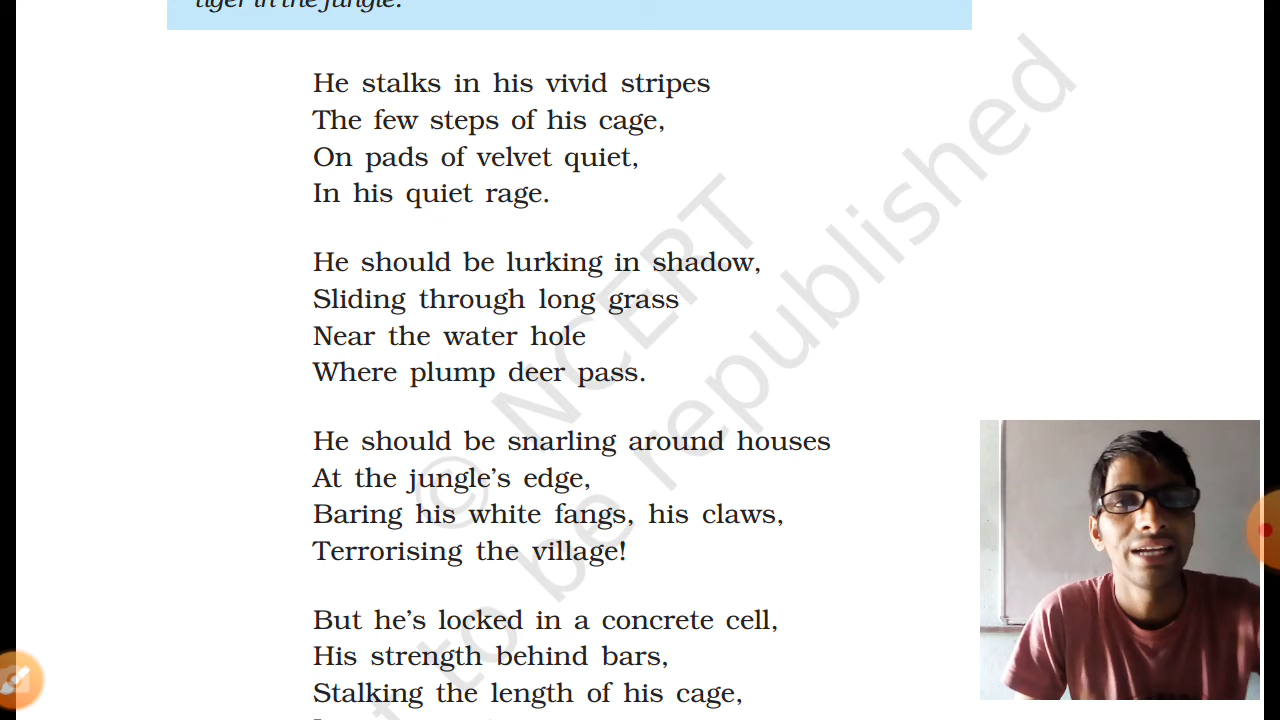 tiger in the jungle.
He stalks in his vivid stripes
The few steps of his cage,
On pads of velvet quiet,
In his quiet rage.
He should be lurking in shadow,
Sliding through long grass
Near the water hole
Where plump deer pass.
He should be snarling around houses
At the jungle’s edge,
Baring his white fangs, his claws,
Terrorising the village!
But he’s locked in a concrete cell,
His strength behind bars,
Stalking the length of his cage,
© NCERT
to be republished